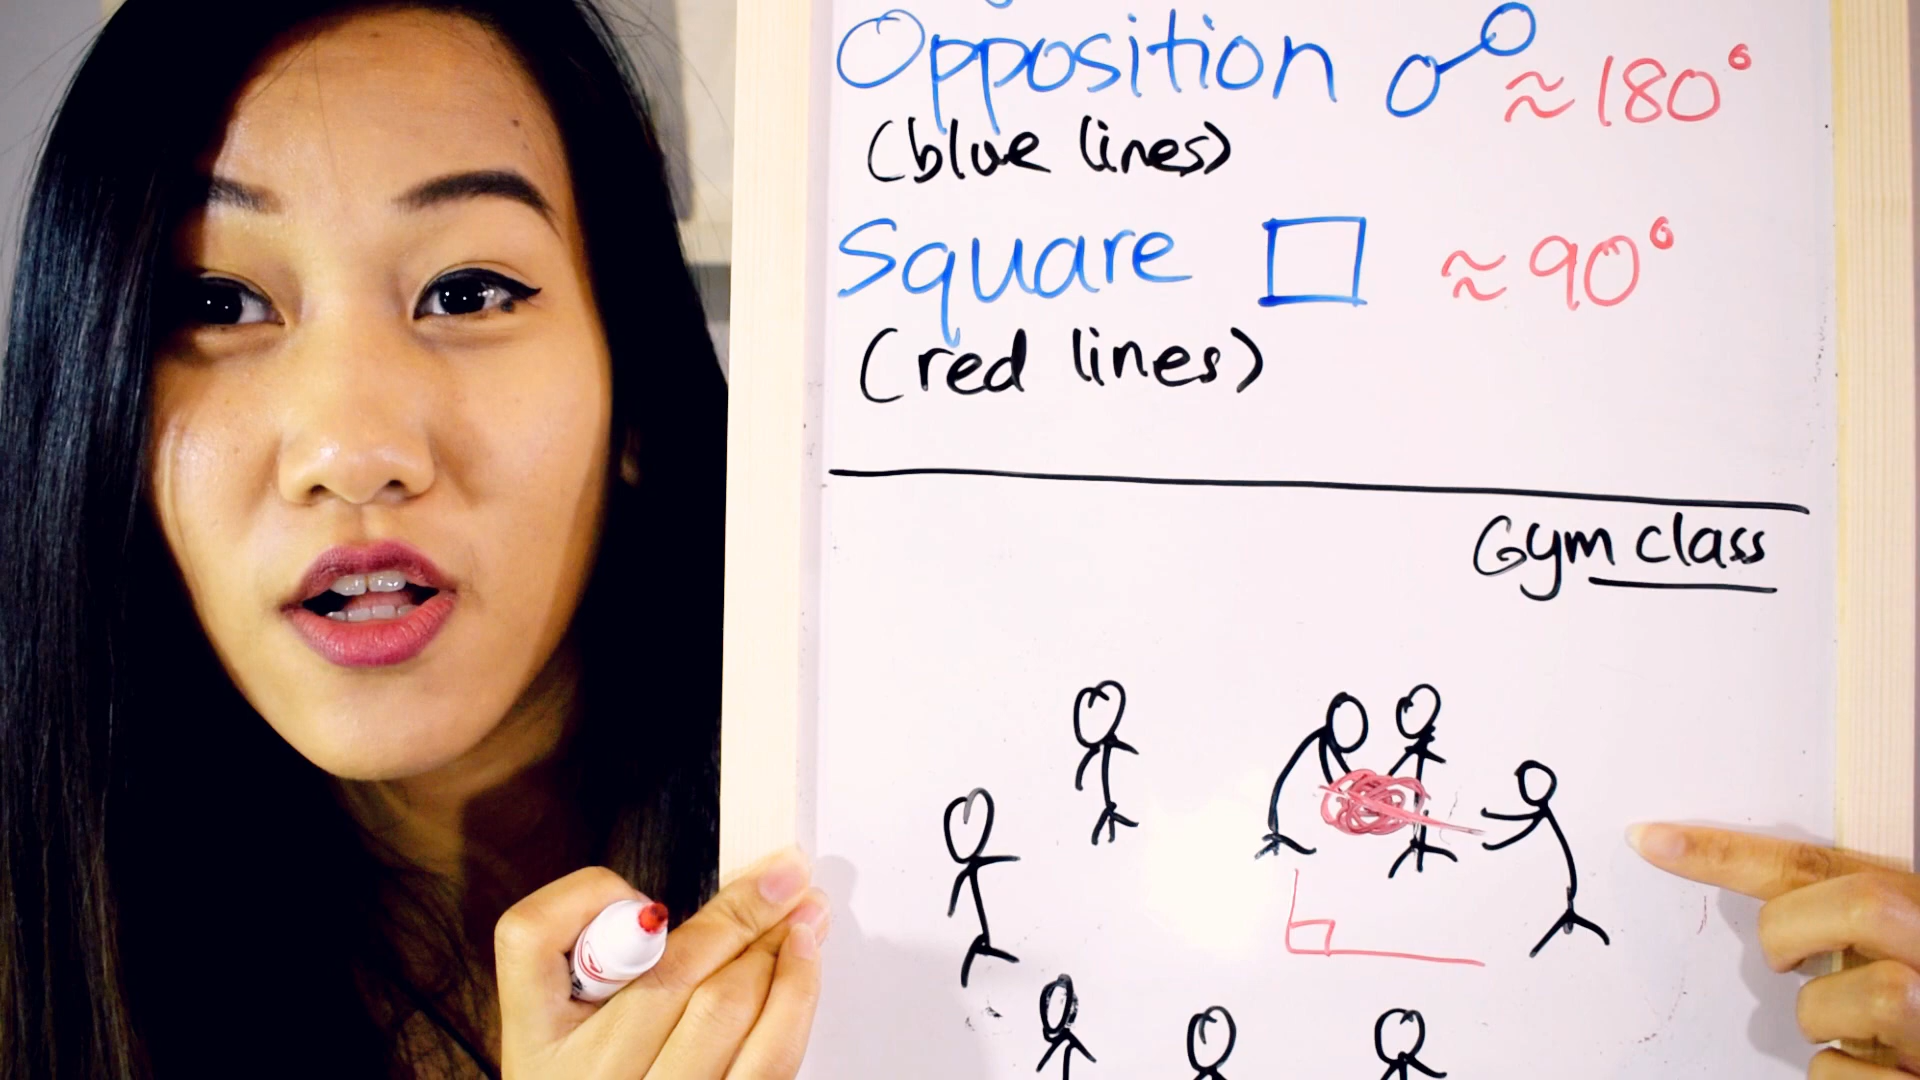 Opposition ≈ 180°
(blue lines)
Square ≈ 90°
(red lines)
Gym class